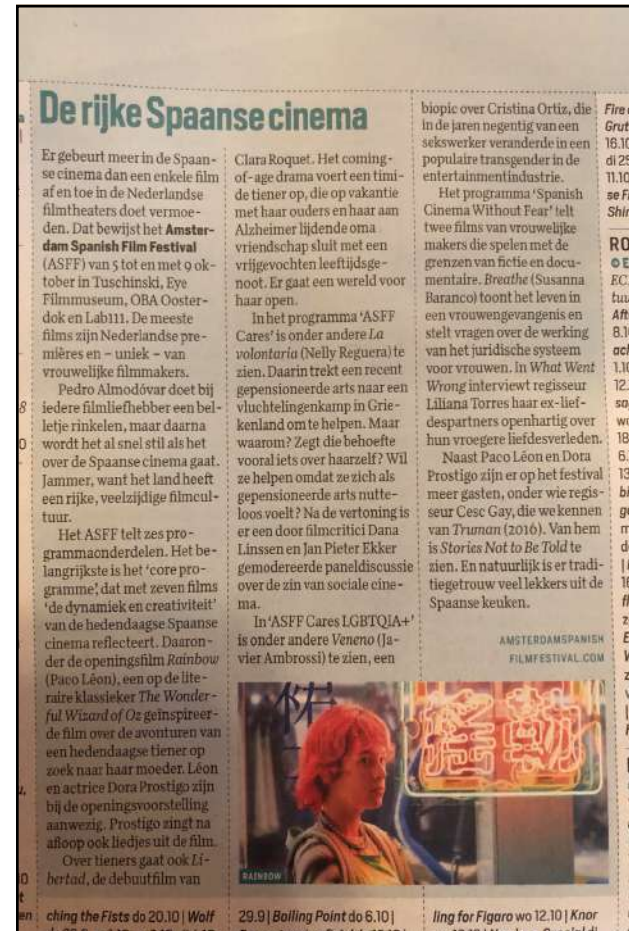 De rijke Spaanse cinema
Er gebeurt meer in de Spaan-
se cinema dan een enkele film
af en toe in de Nederlandse
filmtheaters doet vermoe-
den. Dat bewijst het Amster-
dam Spanish Film Festival
(ASFF) van 5 tot en met 9 ok-
tober in Tuschinski, Eye
Filmmuseum, OBA Ooster-
dok en Lab111. De meeste
films zijn Nederlandse pre-
mières en – uniek – van
vrouwelijke filmmakers.
Pedro Almodóvar doet bij
iedere filmliefhebber een bel-
letje rinkelen, maar daarna
wordt het al snel stil als het
over de Spaanse cinema gaat.
Jammer, want het land heeft
een rijke, veelzijdige filmcul-
tuur.
Het ASFF telt zes pro-
grammaonderdelen. Het be-
langrijkste is het 'core pro-
gramme', dat met zeven films
'de dynamiek en creativiteit'
van de hedendaagse Spaanse
cinema reflecteert. Daaron-
der de openingsfilm Rainbow
(Paco Léon), een op de lite-
raire klassieker The Wonder-
ful Wizard of Oz geïnspireer-
de film over de avonturen van
een hedendaagse tiener op
zoek naar haar moeder. Léon
en actrice Dora Prostigo zijn
bij de openingsvoorstelling
aanwezig. Prostigo zingt na
afloop ook liedjes uit de film.
Over tieners gaat ook Li-
bertad, de debuutfilm van
Clara Roquet. Het coming-
of-age drama voert een timi-
de tiener op, die op vakantie
met haar ouders en haar aan
Alzheimer lijdende oma
vriendschap sluit met een
vrijgevochten leeftijdsge-
noot. Er gaat een wereld voor
haar open.
In het programma 'ASFF
Cares' is onder andere La
volontaria (Nelly Reguera) te
zien. Daarin trekt een recent
gepensioneerde arts naar een
vluchtelingenkamp in Grie-
kenland om te helpen. Maar
waarom? Zegt die behoefte
vooral iets over haarzelf? Wil
ze helpen omdat ze zich als
gepensioneerde arts nutte-
loos voelt? Na de vertoning is
er een door filmcritici Dana
Linssen en Jan Pieter Ekker
gemodereerde paneldiscussie
over de zin van sociale cine-
ma.
In 'ASFF Cares LGBTQIA+'
is onder andere Veneno (Ja-
vier Ambrossi) te zien, een
biopic over Cristina Ortiz, die
in de jaren negentig van een
sekswerker veranderde in een
populaire transgender in de
entertainmentindustrie.
Het programma 'Spanish
Cinema Without Fear' telt
twee films van vrouwelijke
makers die spelen met de
grenzen van fictie en docu-
mentaire. Breathe (Susanna
Baranco) toont het leven in
een vrouwengevangenis en
stelt vragen over de werking
van het juridische systeem
voor vrouwen. In What Went
Wrong interviewt regisseur
Liliana Torres haar ex-lief-
despartners openhartig over
hun vroegere liefdesverleden.
Naast Paco Léon en Dora
Prostigo zijn er op het festival
meer gasten, onder wie regis-
seur Cesc Gay, die we kennen
van Truman (2016). Van hem
is Stories Not to Be Told te
zien. En natuurlijk is er tradi-
tiegetrouw veel lekkers uit de
Spaanse keuken.
AMSTERDAMSPANISH
FILMFESTIVAL.COM
RAINBOW
ching the Fists do 20.10 | Wolf
29.9 | Boiling Point do 6.10 |
ling for Figaro wo 12.10 | Knor